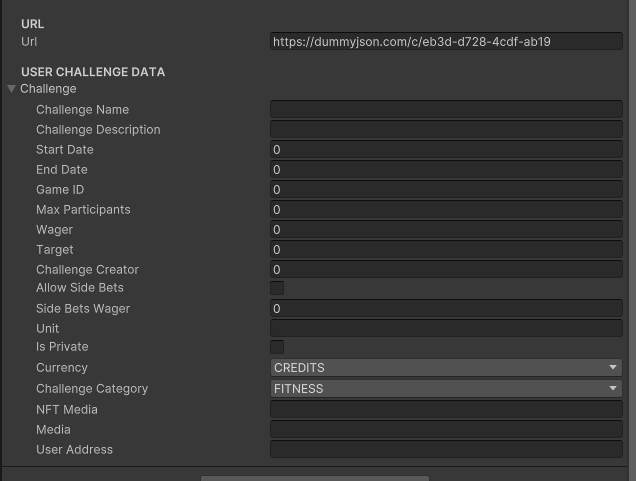 URL
Url https://dummyjson.com/c/eb3d-d728-4cdf-ab19
USER CHALLENGE DATA
Challenge
Challenge Name
Challenge Description
Start Date 0
End Date 0
Game ID 0
Max Participants 0
Wager 0
Target 0
Challenge Creator 0
Allow Side Bets
Side Bets Wager 0
Unit
Is Private
Currency CREDITS
Challenge Category FITNESS
NFT Media
Media
User Address